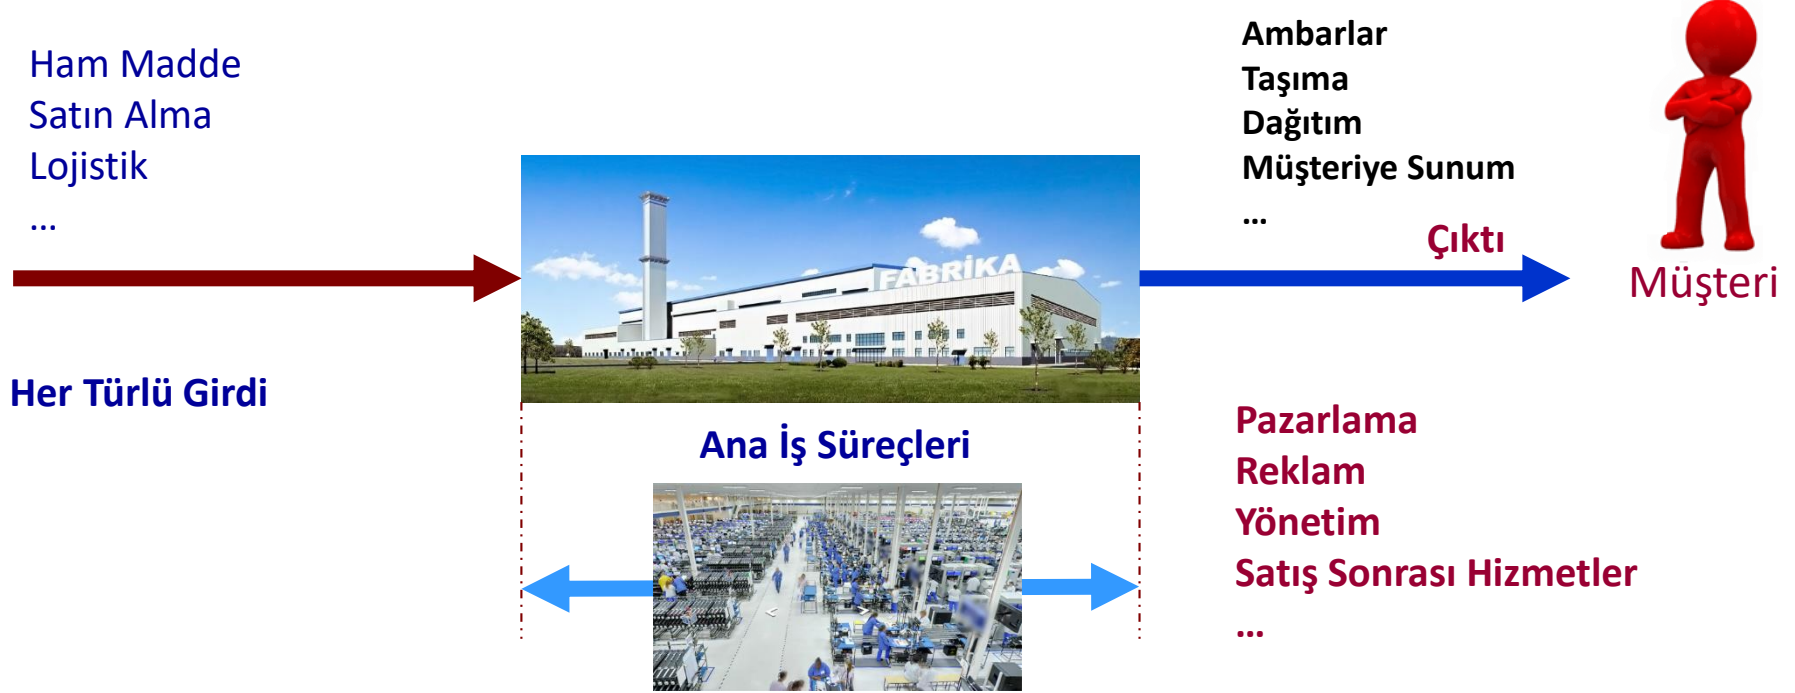 Ham Madde
Satın Alma
Lojistik
...
Her Türlü Girdi
FABRİKA
Ana İş Süreçleri
Ambarlar
Taşıma
Dağıtım
Müşteriye Sunum
...
Çıktı
Müşteri
Pazarlama
Reklam
Yönetim
Satış Sonrası Hizmetler
...